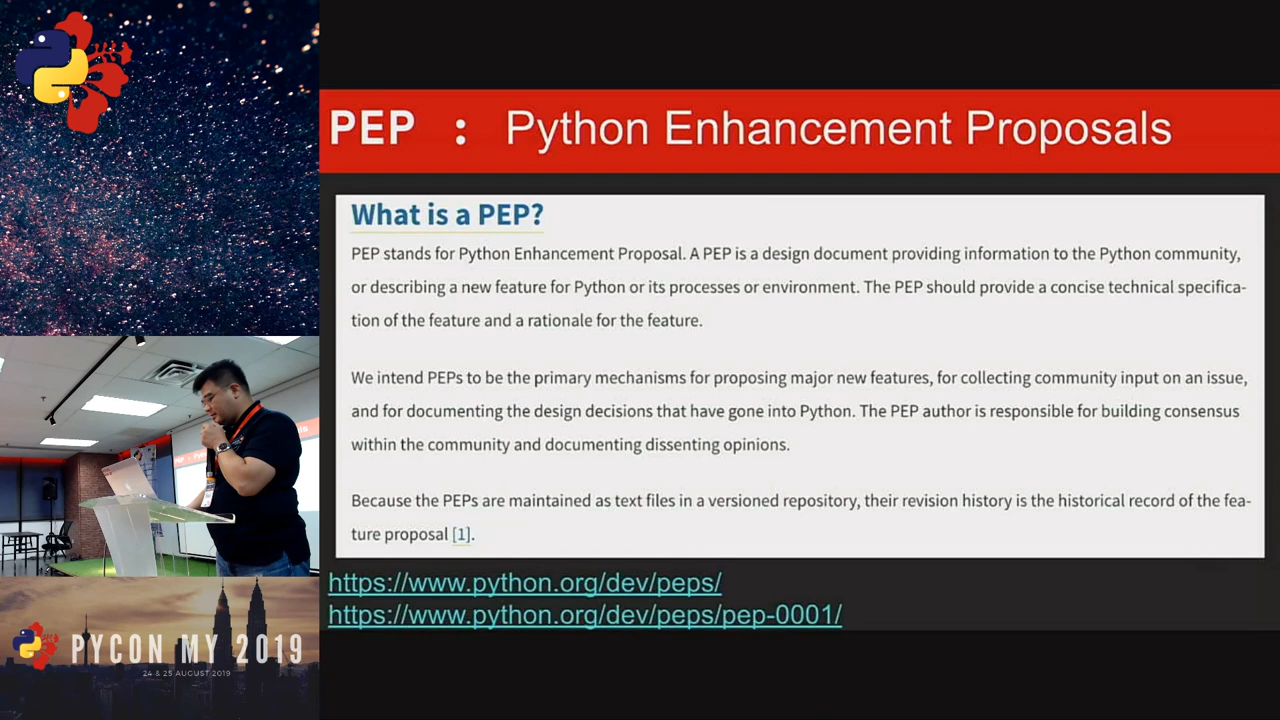 PEP : Python Enhancement Proposals
What is a PEP?
PEP stands for Python Enhancement Proposal. A PEP is a design document providing information to the Python community,
or describing a new feature for Python or its processes or environment. The PEP should provide a concise technical specifica-
tion of the feature and a rationale for the feature.
We intend PEPs to be the primary mechanisms for proposing major new features, for collecting community input on an issue,
and for documenting the design decisions that have gone into Python. The PEP author is responsible for building consensus
within the community and documenting dissenting opinions.
Because the PEPs are maintained as text files in a versioned repository, their revision history is the historical record of the fea-
ture proposal [1].
https://www.python.org/dev/peps/
https://www.python.org/dev/peps/pep-0001/
PYCON MY 2019
24 & 25 AUGUST 2019